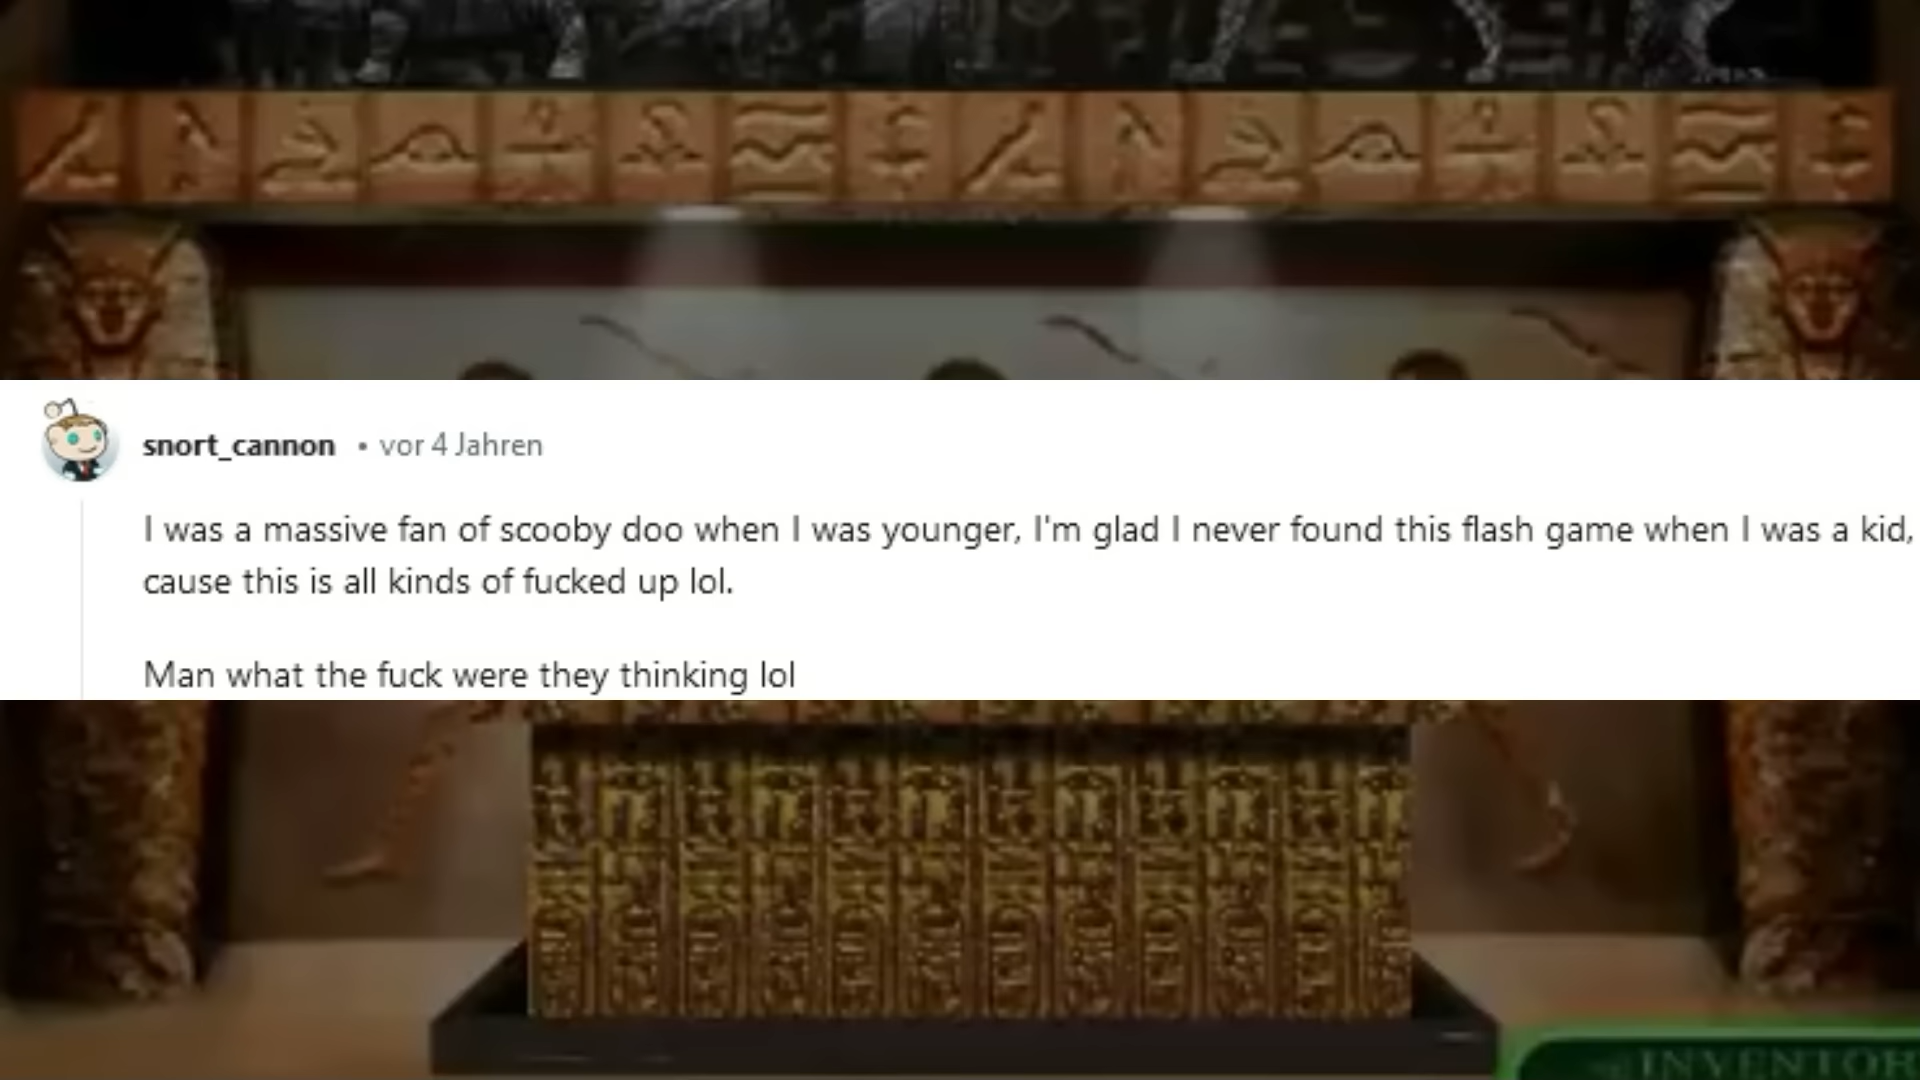 snort_cannon • vor 4 Jahren
I was a massive fan of scooby doo when I was younger, I'm glad I never found this flash game when I was a kid,
cause this is all kinds of fucked up lol.
Man what the fuck were they thinking lol